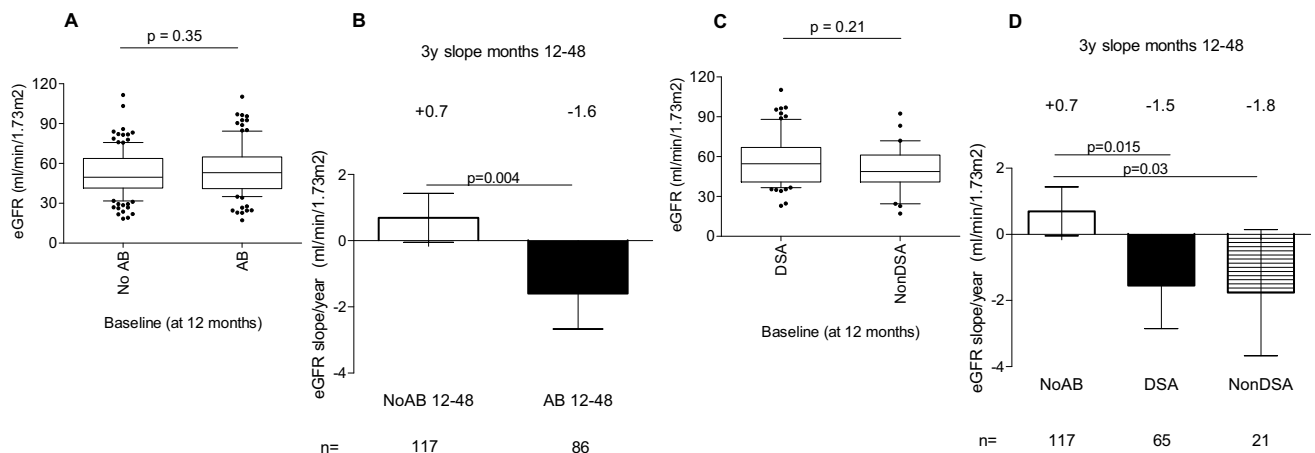 A
p = 0.35
eGFR (ml/min/1.73m2)
120
90
60
30
0
No AB
AB
Baseline (at 12 months)
B
3y slope months 12-48
+0.7
-1.6
p=0.004
eGFR slope/year (ml/min/1.73m2)
2
0
-2
-4
NoAB 12-48
AB 12-48
n=
117
86
C
p = 0.21
eGFR (ml/min/1.73m2)
120
90
60
30
0
DSA
NonDSA
Baseline (at 12 months)
D
3y slope months 12-48
+0.7
-1.5
-1.8
p=0.015
p=0.03
eGFR slope/year (ml/min/1.73m2)
2
0
-2
-4
NoAB
DSA
NonDSA
n=
117
65
21